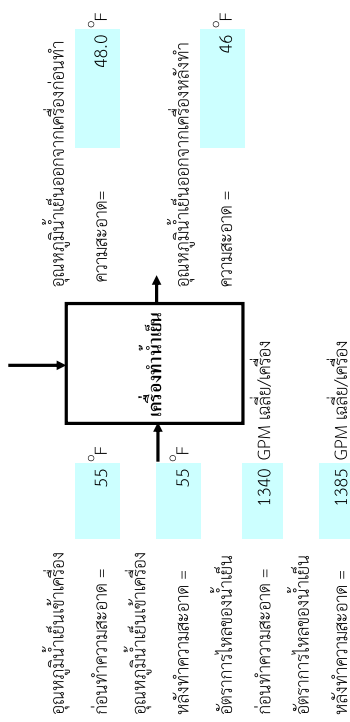 อุณหภูมิน้ำเย็นเข้าเครื่อง
ก่อนทำความสะอาด = 55 °F
อุณหภูมิน้ำเย็นเข้าเครื่อง
หลังทำความสะอาด = 55 °F
อัตราการไหลของน้ำเย็น
ก่อนทำความสะอาด = 1340 GPM เฉลี่ย/เครื่อง
อัตราการไหลของน้ำเย็น
หลังทำความสะอาด = 1385 GPM เฉลี่ย/เครื่อง
เครื่องทำน้ำเย็น
อุณหภูมิน้ำเย็นออกจากเครื่องก่อนทำ
ความสะอาด= 48.0 °F
อุณหภูมิน้ำเย็นออกจากเครื่องหลังทำ
ความสะอาด = 46 °F